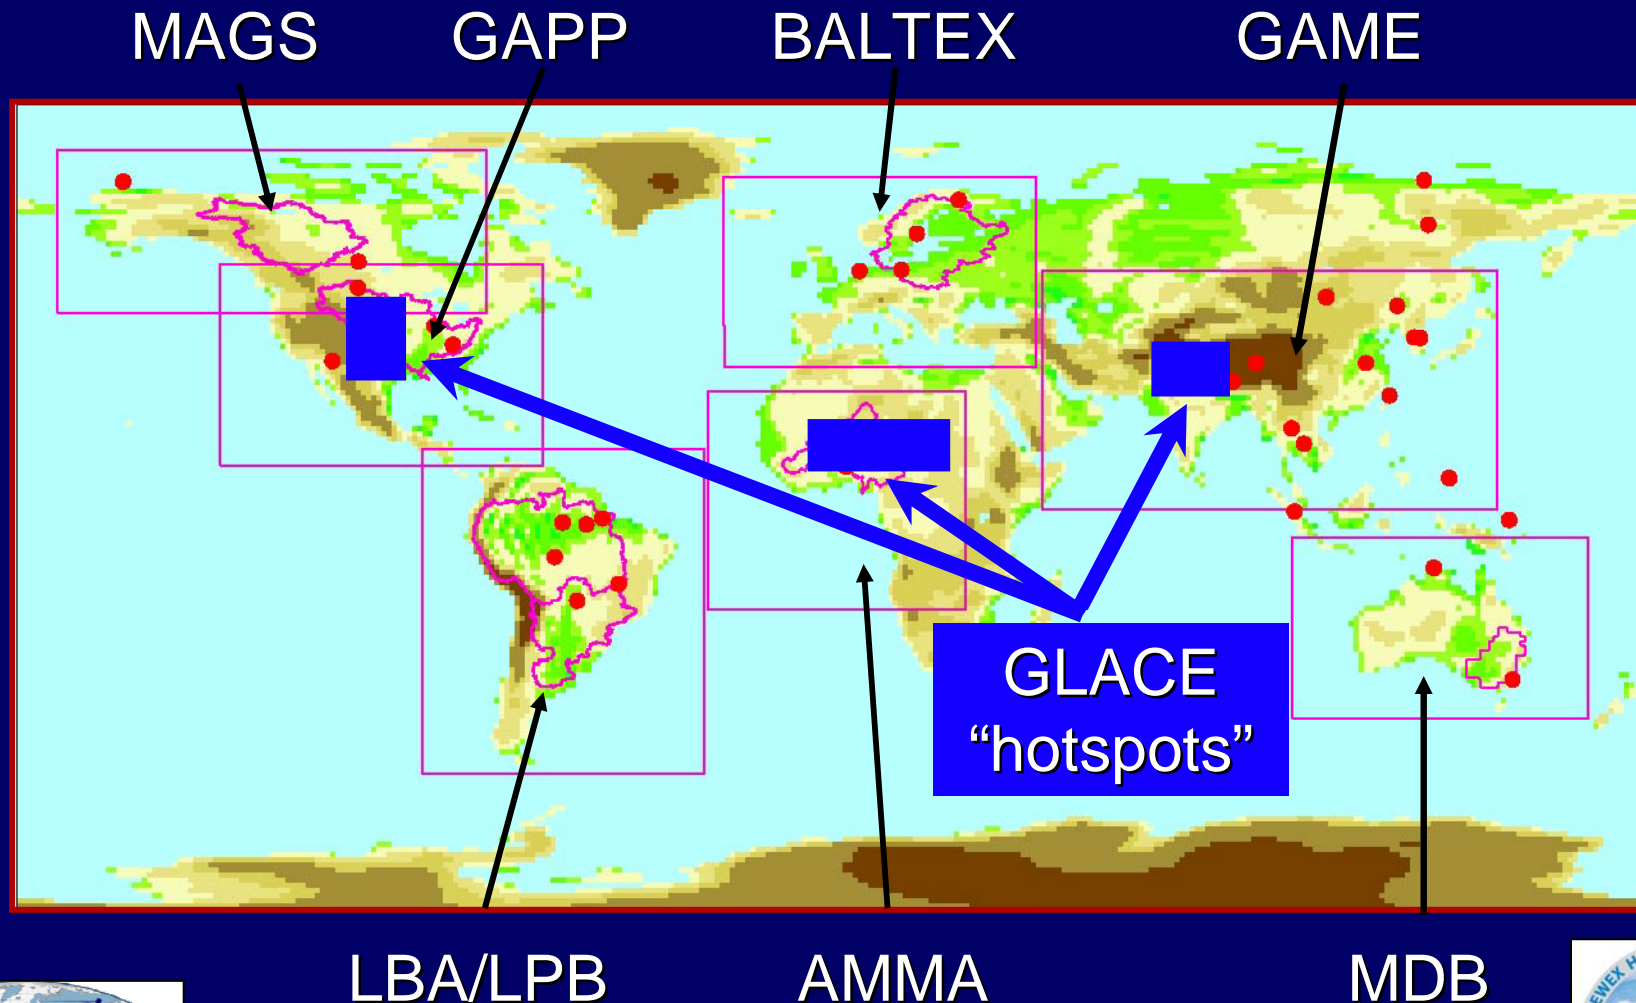 MAGS GAPP BALTEX GAME
GLACE
“hotspots”
LBA/LPB AMMA MDB